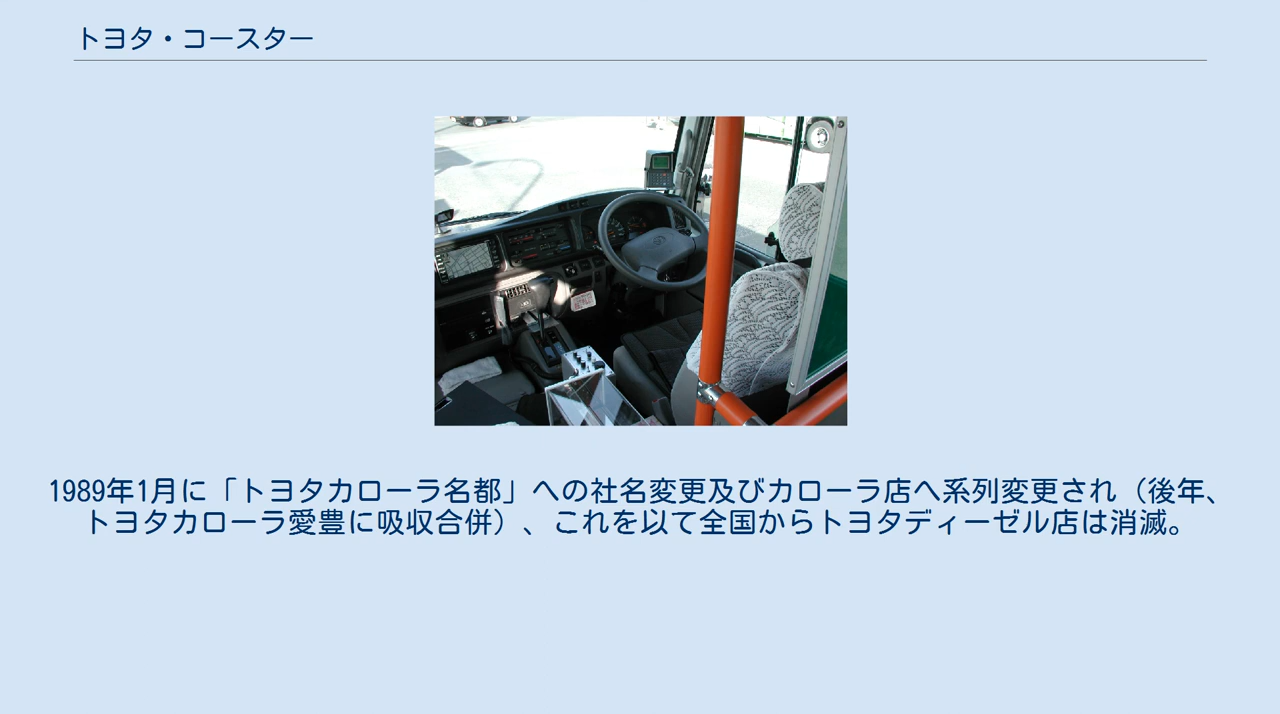 トヨタ・コースター
1989年1月に「トヨタカローラ名都」への社名変更及びカローラ店へ系列変更され（後年、
トヨタカローラ愛豊に吸収合併）、これを以て全国からトヨタディーゼル店は消滅。